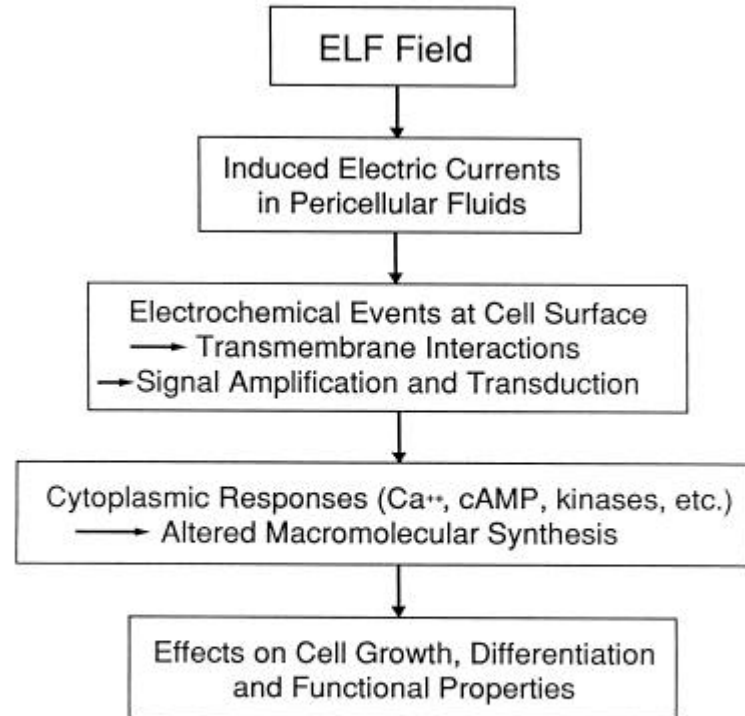 ELF Field
Induced Electric Currents
in Pericellular Fluids
Electrochemical Events at Cell Surface
→ Transmembrane Interactions
→Signal Amplification and Transduction
Cytoplasmic Responses (Ca⁺⁺, cAMP, kinases, etc.)
→ Altered Macromolecular Synthesis
Effects on Cell Growth, Differentiation
and Functional Properties